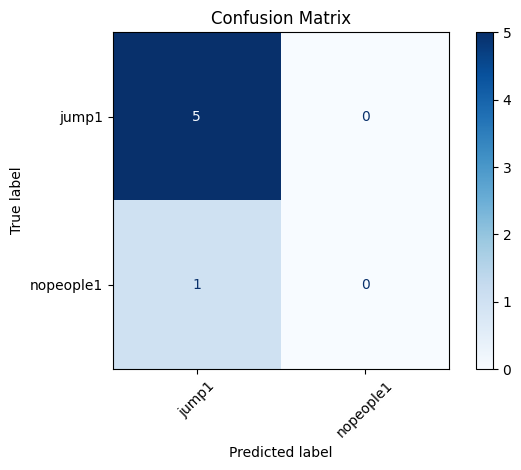 Confusion Matrix
True label
jump1
5
0
nopeople1
1
0
jump1
nopeople1
Predicted label
5
4
3
2
1
0